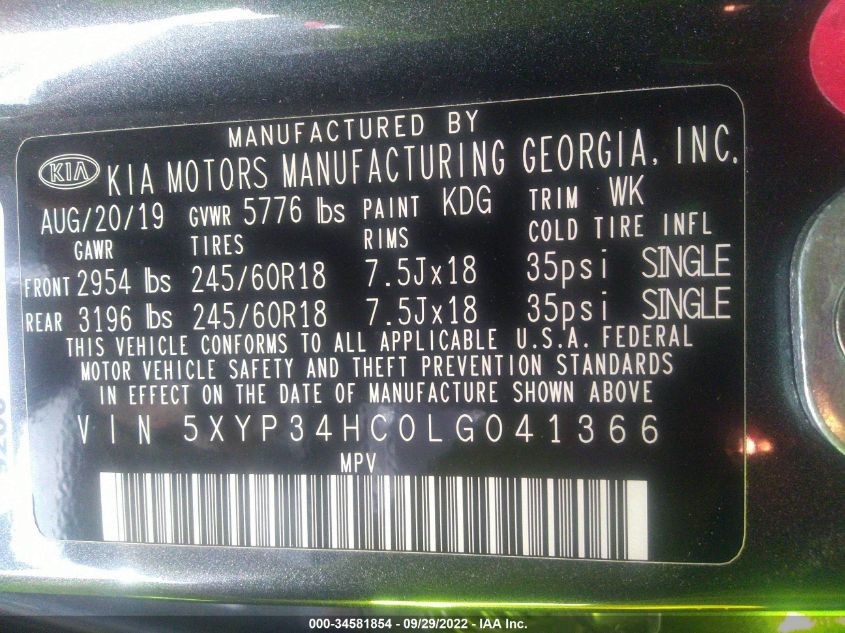 MANUFACTURED BY
KIA KIA MOTORS MANUFACTURING GEORGIA, INC.
AUG/20/19 GVWR 5776 lbs PAINT KDG TRIM WK
GAWR TIRES RIMS COLD TIRE INFL
FRONT 2954 lbs 245/60R18 7.5Jx18 35psi SINGLE
REAR 3196 lbs 245/60R18 7.5Jx18 35psi SINGLE
THIS VEHICLE CONFORMS TO ALL APPLICABLE U.S.A. FEDERAL
MOTOR VEHICLE SAFETY AND THEFT PREVENTION STANDARDS
IN EFFECT ON THE DATE OF MANUFACTURE SHOWN ABOVE
VIN 5XYP34HC0LG041366
MPV
000-34581854 - 09/29/2022 - IAA Inc.